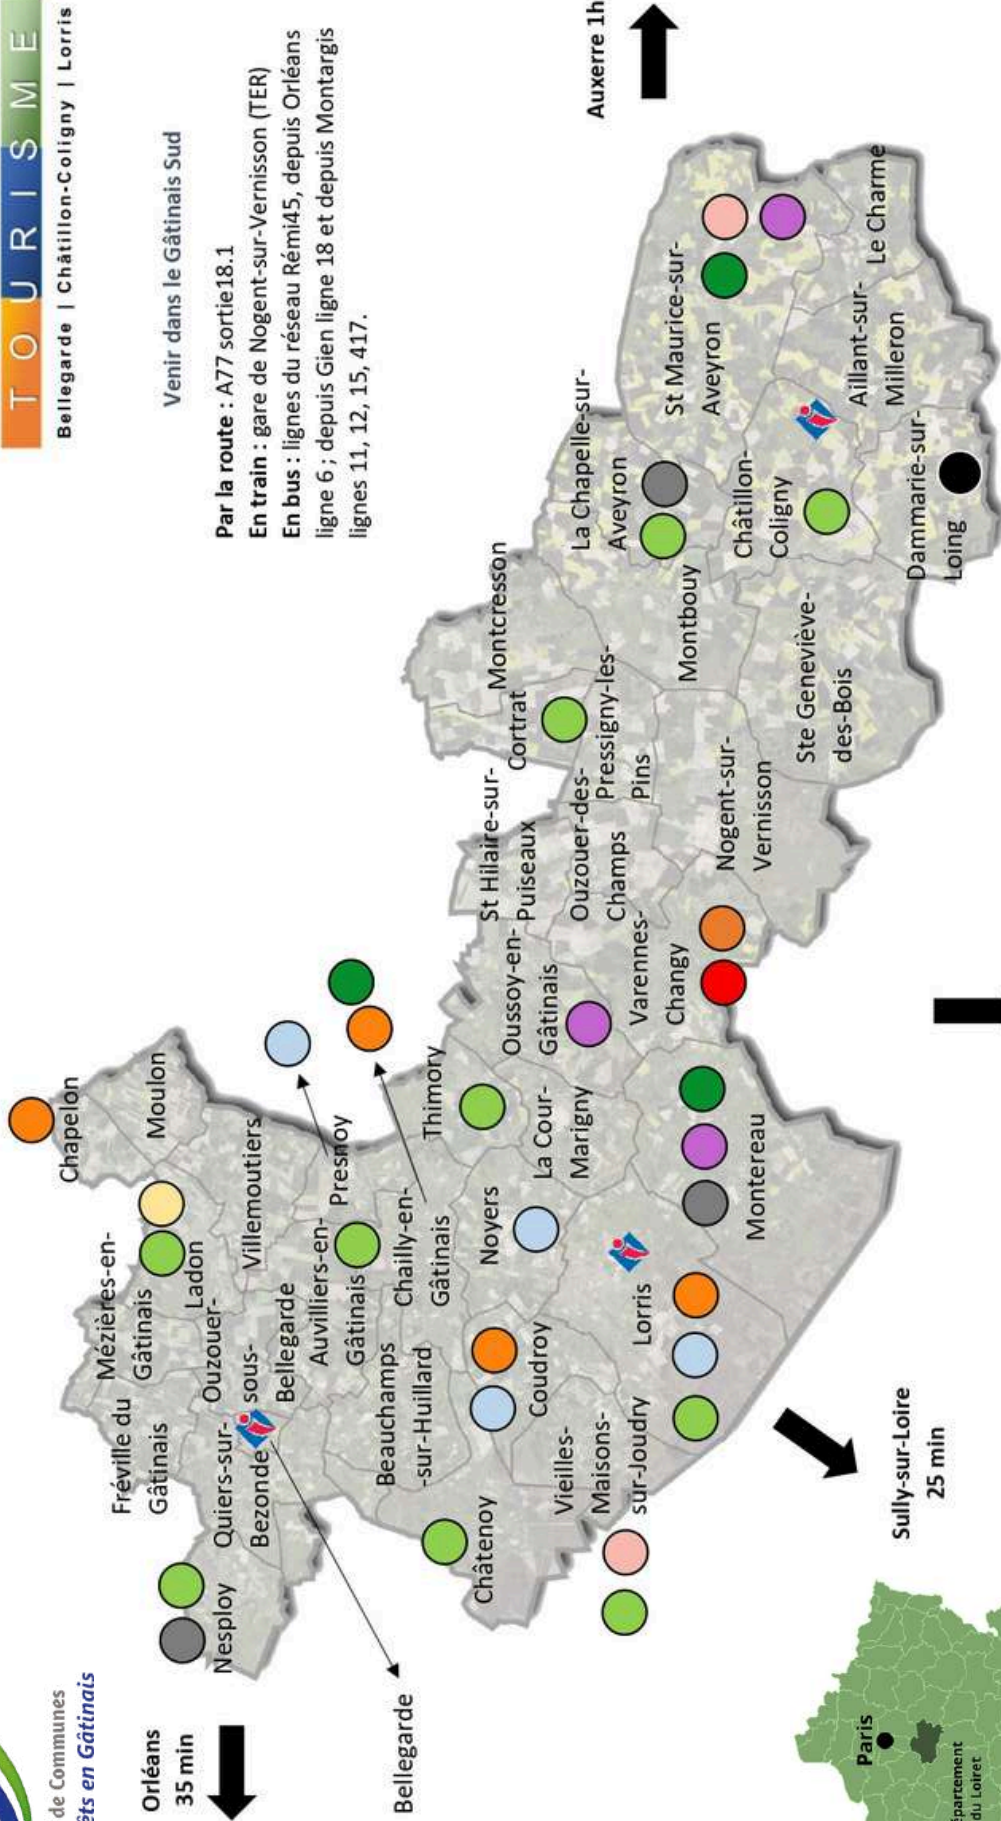 TOURISME
Bellegarde | Châtillon-Coligny | Lorris
de Communes
êts en Gâtinais
Venir dans le Gâtinais Sud
Par la route : A77 sortie18.1
En train : gare de Nogent-sur-Vernisson (TER)
En bus : lignes du réseau Rémi45, depuis Orléans
ligne 6 ; depuis Gien ligne 18 et depuis Montargis
lignes 11, 12, 15, 417.
Orléans
35 min
Auxerre 1h
Chapelon
Moulon
Mézières-en-
Gâtinais
Ladon
Fréville du
Gâtinais
Villemoutiers
Ouzouer-
sous-
Bellegarde
Quiers-sur-
Bezonde
Nesploy
Presnoy
Auvilliers-en-
Gâtinais
Chailly-en-
Gâtinais
Beauchamps
-sur-Huillard
Bellegarde
Châtenoy
Thimory
Noyers
Coudroy
La Cour-
Marigny
Vieilles-
Maisons-
sur-Joudry
Lorris
Montereau
St Hilaire-sur-
Puiseaux
Oussoy-en-
Gâtinais
Ouzouer-des-
Champs
Varennes-
Changy
Montcresson
Cortrat
Pressigny-les-
Pins
Nogent-sur-
Vernisson
La Chapelle-sur-
Aveyron
Montbouy
St Maurice-sur-
Aveyron
Châtillon-
Coligny
Ste Geneviève-
des-Bois
Le Charme
Aillant-sur-
Milleron
Dammarie-sur-
Loing
Sully-sur-Loire
25 min
Paris
épartement
du Loiret